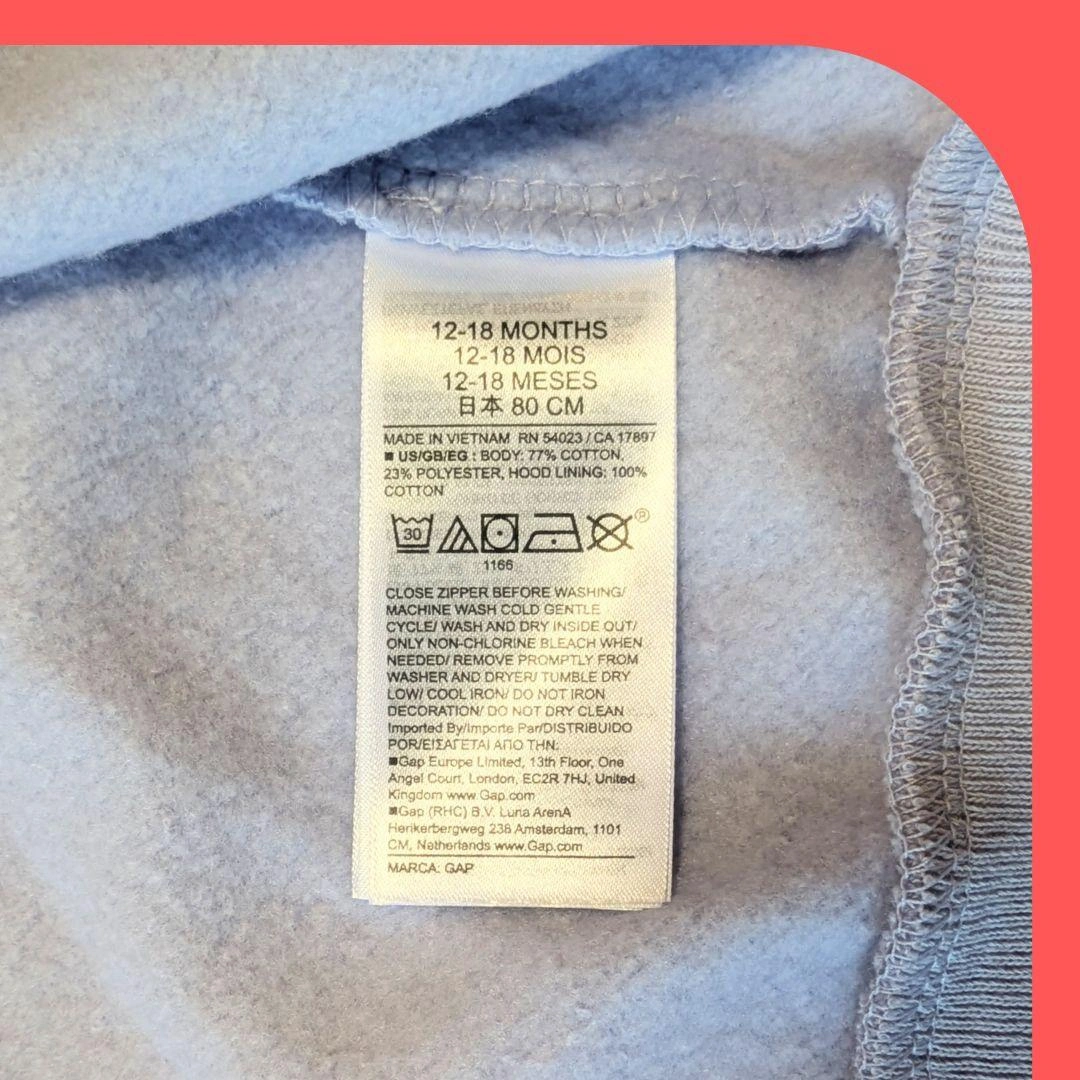 12-18 MONTHS
12-18 MOIS
12-18 MESES
日本 80 CM
MADE IN VIETNAM RN 54023 / CA 17897
■ US/GB/EG : BODY: 77% COTTON,
23% POLYESTER, HOOD LINING: 100%
COTTON
30
®
1166
CLOSE ZIPPER BEFORE WASHING/
MACHINE WASH COLD GENTLE
CYCLE/ WASH AND DRY INSIDE OUT/
ONLY NON-CHLORINE BLEACH WHEN
NEEDED/ REMOVE PROMPTLY FROM
WASHER AND DRYER/ TUMBLE DRY
LOW/ COOL IRON/ DO NOT IRON
DECORATION/ DO NOT DRY CLEAN
Imported By/Importe Par/DISTRIBUIDO
POR/ΕΙΣΑΓΕΤΑΙ ΑΠΟ ΤΗΝ:
■Gap Europe Limited, 13th Floor, One
Angel Court, London, EC2R 7HJ, United
Kingdom www.Gap.com
■Gap (RHC) B.V. Luna ArenA
Herikerbergweg 238 Amsterdam, 1101
CM, Netherlands www.Gap.com
MARCA: GAP